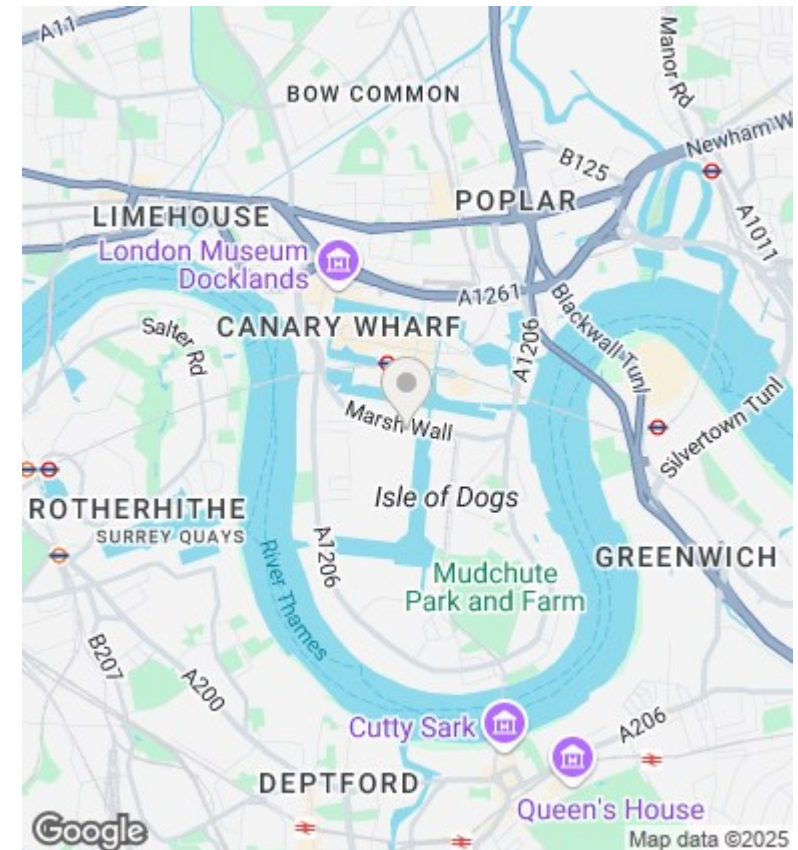 A11
Manor Rd
BOW COMMON
Newham W
B125
POPLAR
LIMEHOUSE
A1011
London Museum
Docklands
A1261
Blackwall Tunl
Salter Rd
CANARY WHARF
A1206
Marsh Wall
Silvertown Tunl
Isle of Dogs
ROTHERHITHE
SURREY QUAYS
A1206
River Thames
GREENWICH
Mudchute
Park and Farm
B207
A200
Cutty Sark
A206
DEPTFORD
Queen's House
Google
Map data ©2025